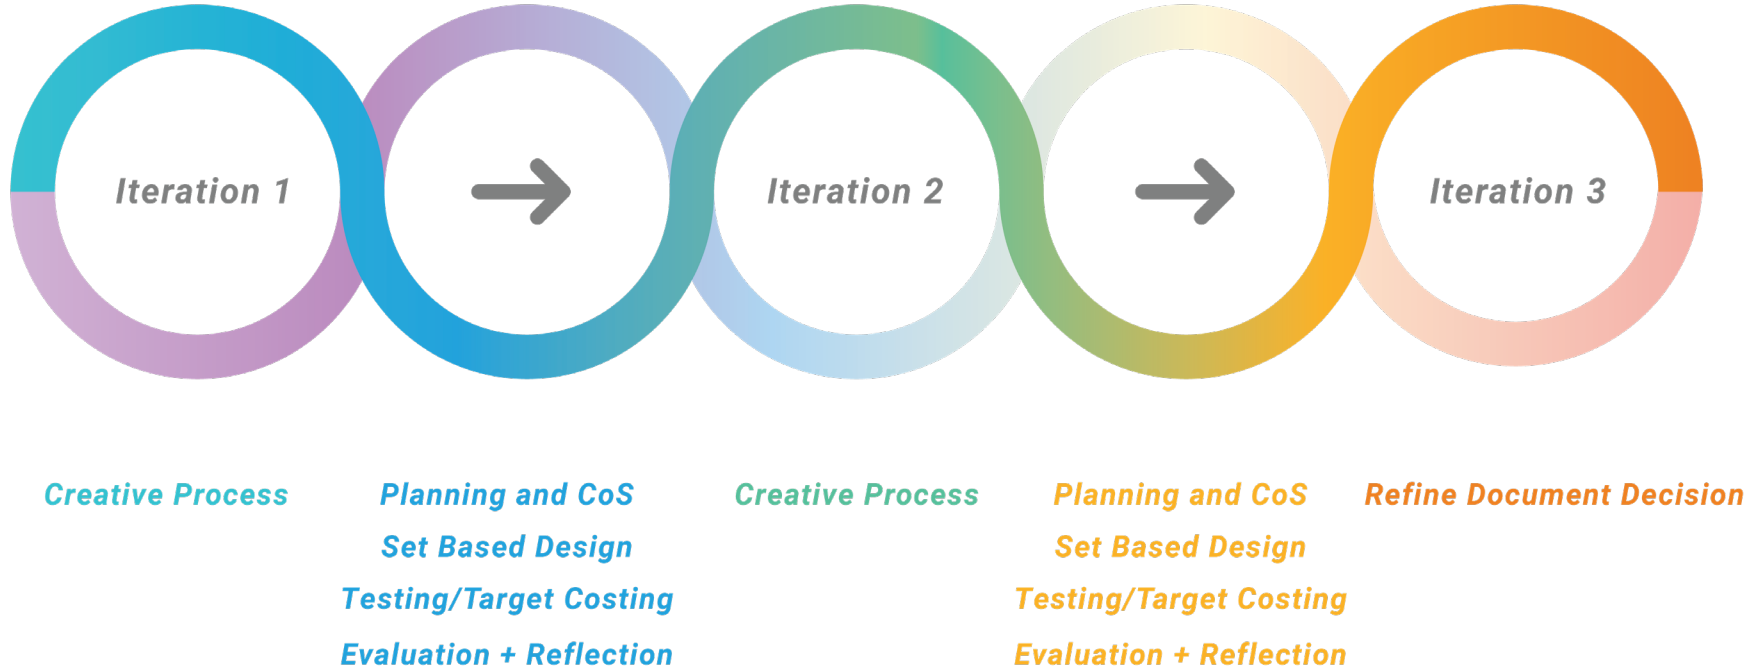 Iteration 1
Iteration 2
Iteration 3
Creative Process
Planning and CoS
Set Based Design
Testing/Target Costing
Evaluation + Reflection
Creative Process
Planning and CoS
Set Based Design
Testing/Target Costing
Evaluation + Reflection
Refine Document Decision